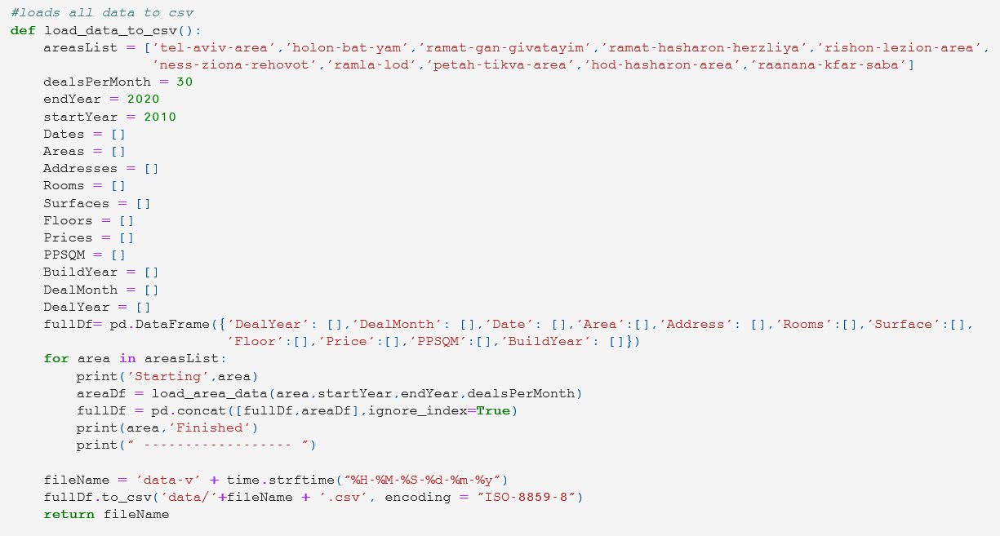 #loads all data to csv
def load_data_to_csv():
    areasList = ['tel-aviv-area','holon-bat-yam','ramat-gan-givatayim','ramat-hasharon-herzliya','rishon-lezion-area',
                 'ness-ziona-rehovot','ramla-lod','petah-tikva-area','hod-hasharon-area','raanana-kfar-saba']
    dealsPerMonth = 30
    endYear = 2020
    startYear = 2010
    Dates = []
    Areas = []
    Addresses = []
    Rooms = []
    Surfaces = []
    Floors = []
    Prices = []
    PPSQM = []
    BuildYear = []
    DealMonth = []
    DealYear = []
    fullDf= pd.DataFrame({'DealYear': [],'DealMonth': [],'Date': [],'Area':[],'Address': [],'Rooms':[],'Surface':[],
                          'Floor':[],'Price':[],'PPSQM':[],'BuildYear': []})
    for area in areasList:
        print('Starting',area)
        areaDf = load_area_data(area,startYear,endYear,dealsPerMonth)
        fullDf = pd.concat([fullDf,areaDf],ignore_index=True)
        print(area,'Finished')
        print(" ------------------ ")

    fileName = 'data-v' + time.strftime("%H-%M-%S-%d-%m-%y")
    fullDf.to_csv('data/'+fileName + '.csv', encoding = "ISO-8859-8")
    return fileName